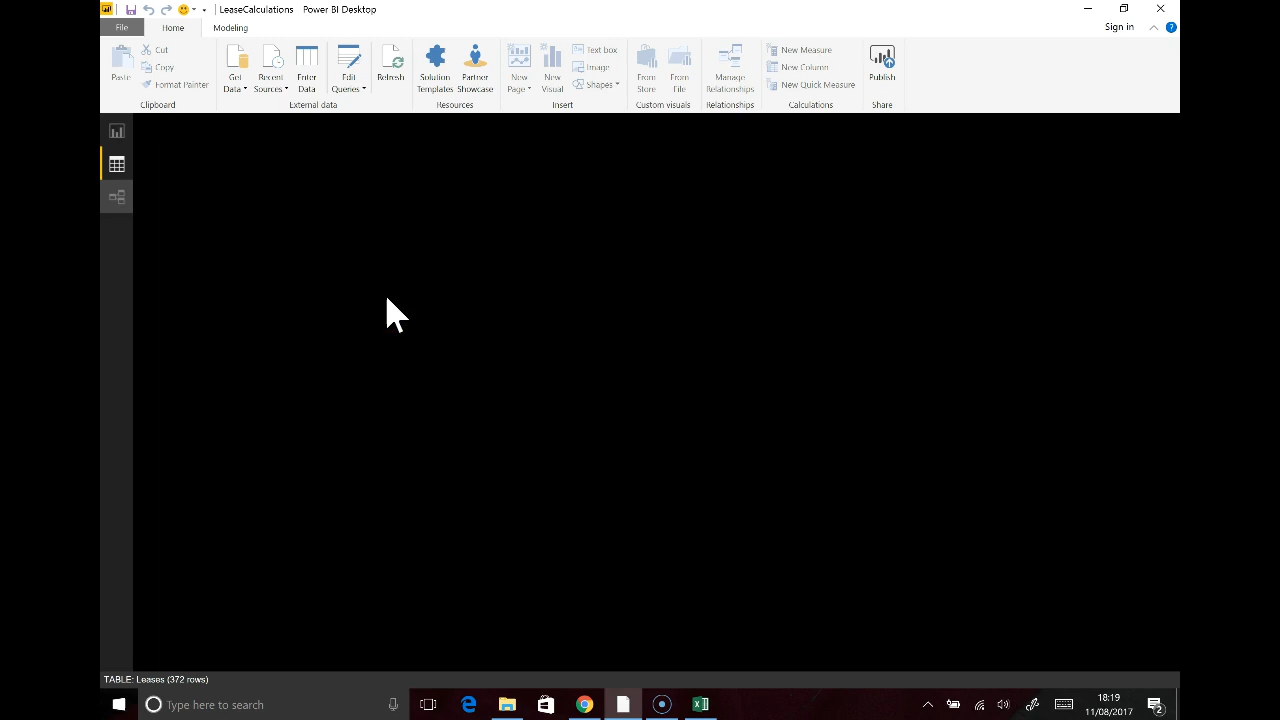 LeaseCalculations Power BI Desktop
File Home Modeling Sign in
Paste Cut Copy Format Painter
Clipboard
Get Data Recent Sources Enter Data Edit Queries Refresh
External data
Solution Templates Partner Showcase
Resources
New Page New Visual Text box Image Shapes
Insert
From Store From File
Custom visuals
Manage Relationships
Relationships
New Measure
New Column
New Quick Measure
Calculations
Publish
Share
TABLE: Leases (372 rows)
Type here to search
18:19
11/08/2017
2